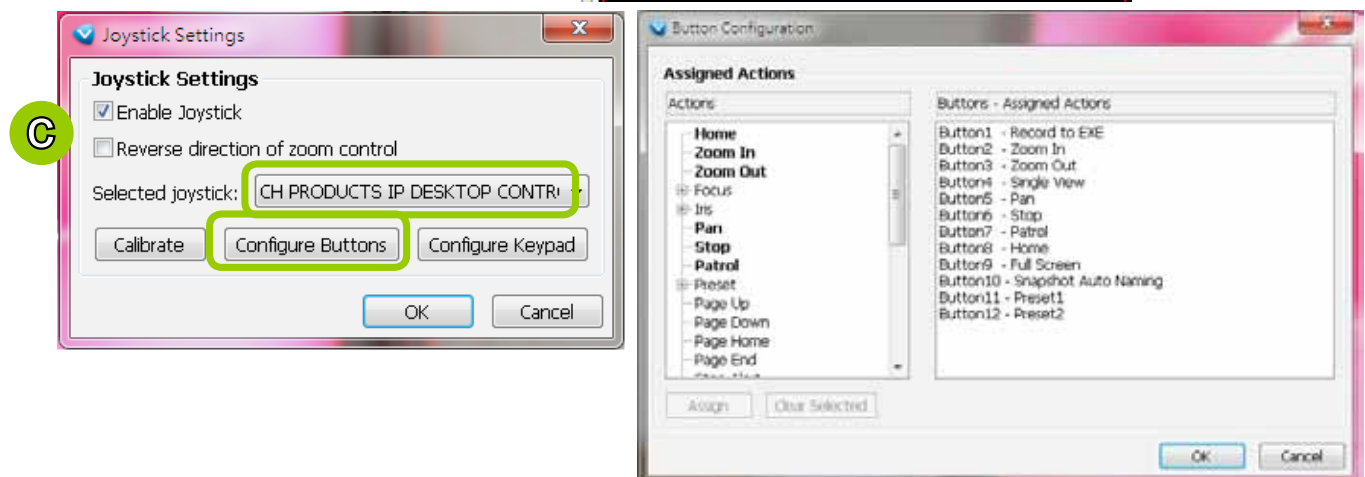 Joystick Settings
Joystick Settings
Enable Joystick
Reverse direction of zoom control
Selected joystick: CH PRODUCTS IP DESKTOP CONTR
Calibrate Configure Buttons Configure Keypad
OK Cancel
C
Button Configuration
Assigned Actions
Actions
Home
Zoom In
Zoom Out
Focus
Iris
Pan
Stop
Patrol
Preset
Page Up
Page Down
Page Home
Page End
Buttons - Assigned Actions
Button1 - Record to EXE
Button2 - Zoom In
Button3 - Zoom Out
Button4 - Single View
Button5 - Pan
Button6 - Stop
Button7 - Patrol
Button8 - Home
Button9 - Full Screen
Button10 - Snapshot Auto Naming
Button11 - Preset1
Button12 - Preset2
Assign Clear Selected
OK Cancel